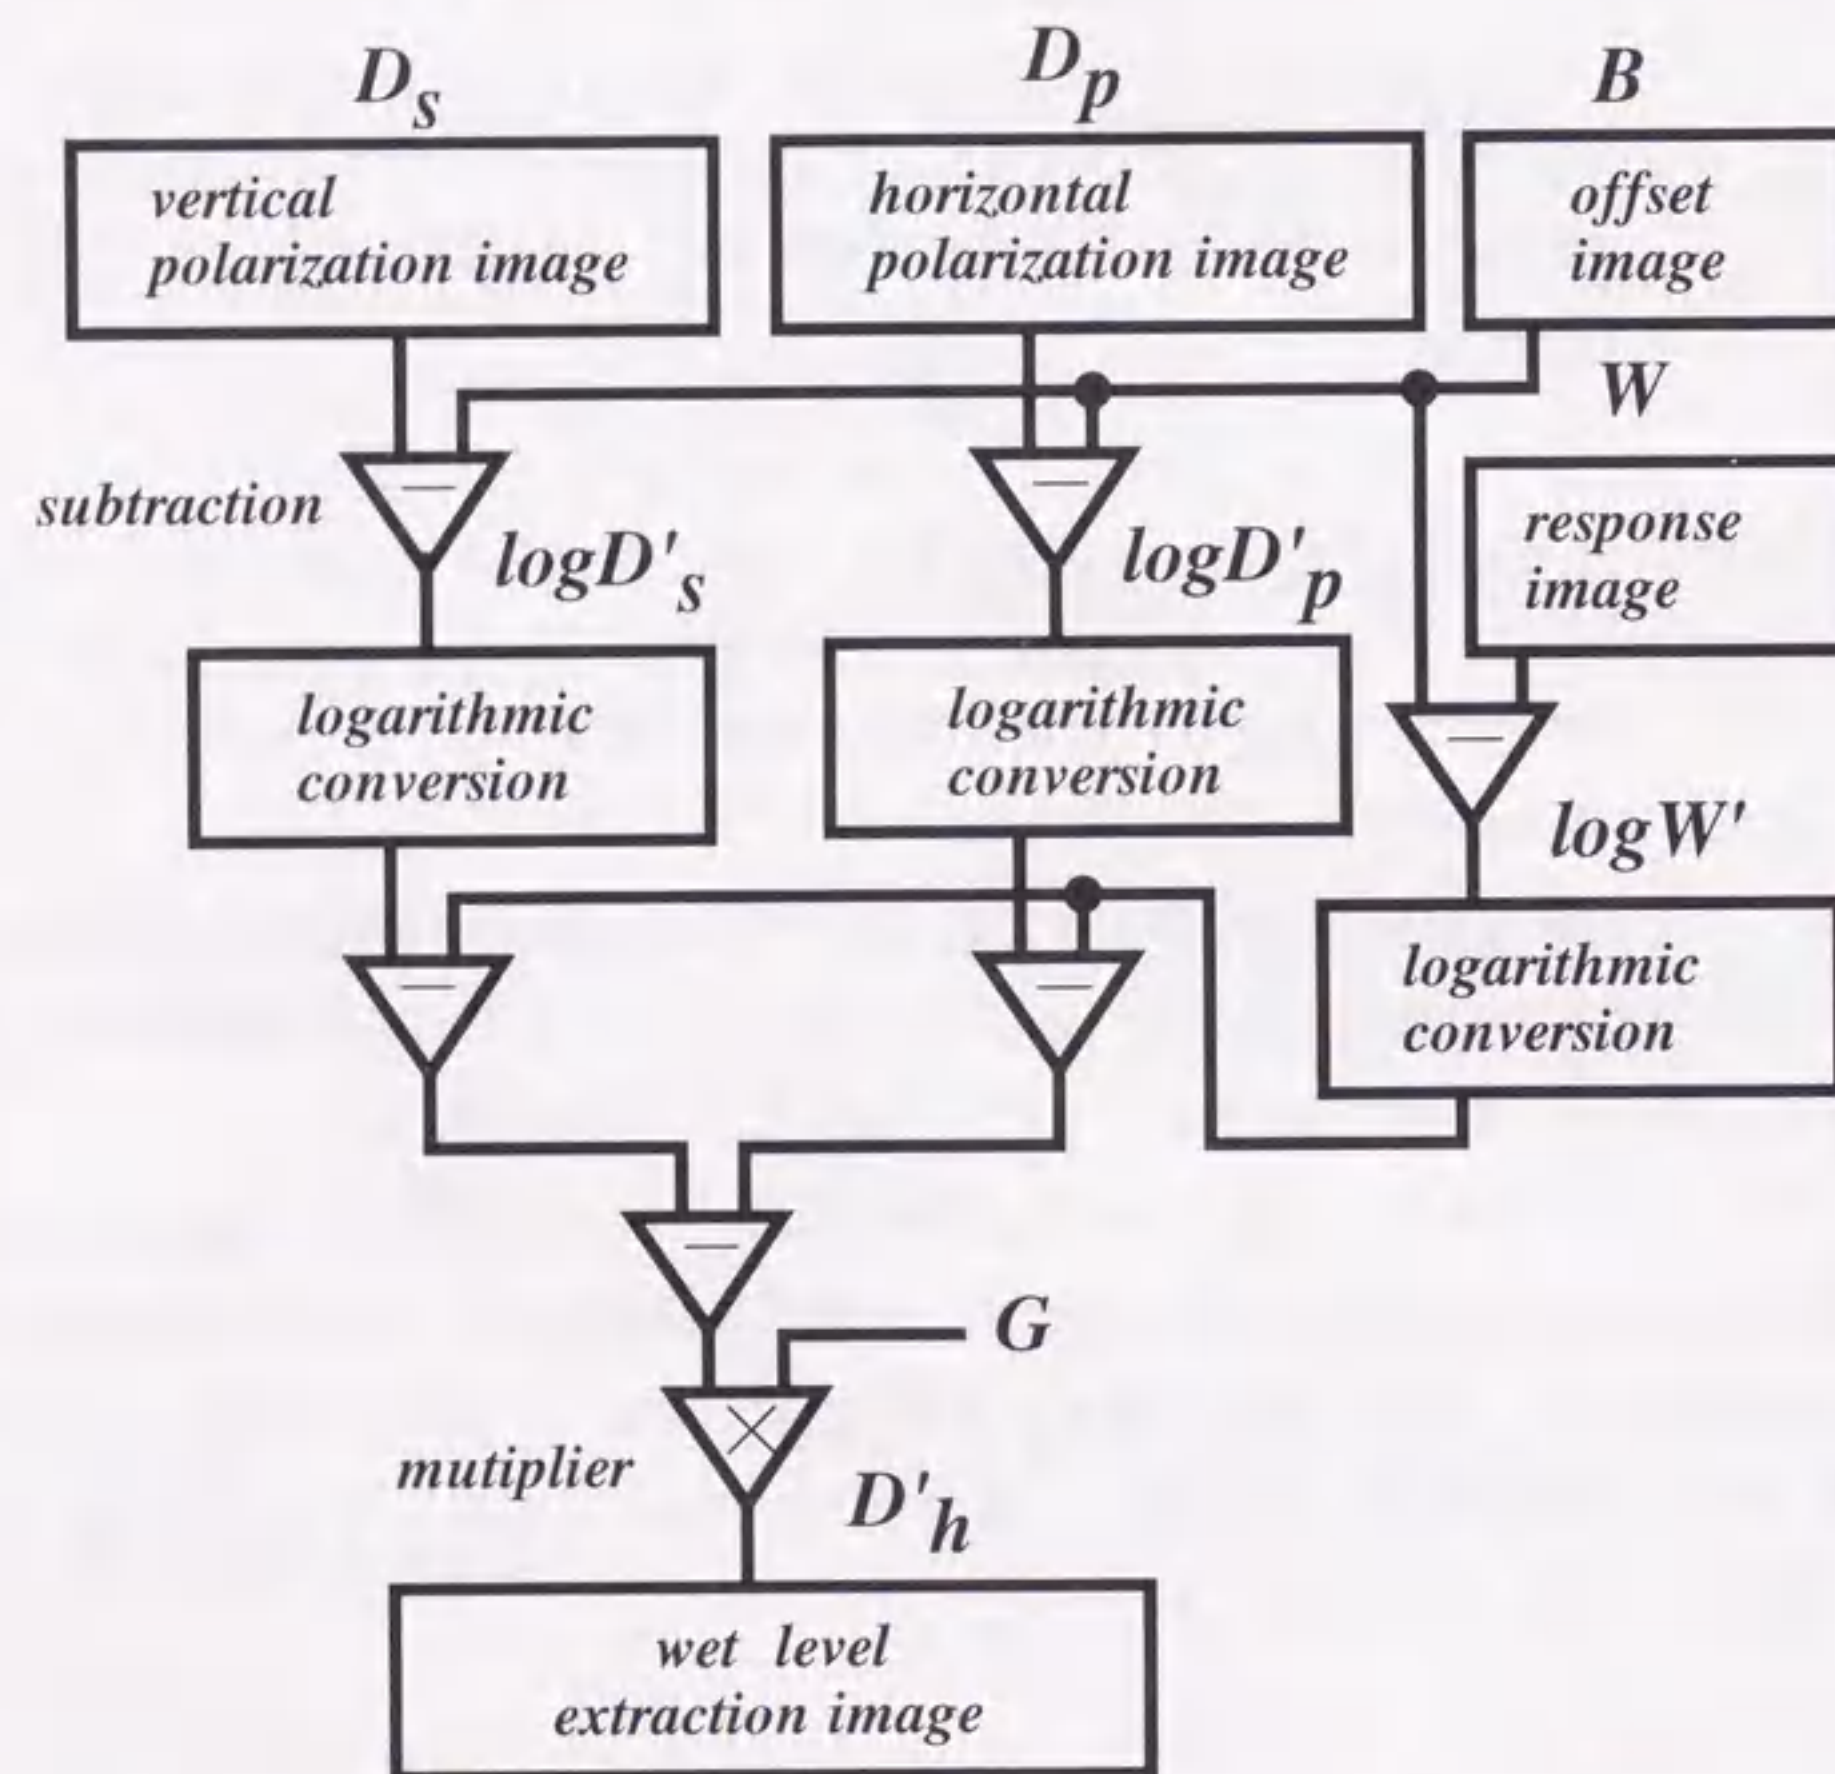 Ds
Dp
B
vertical
polarization image
horizontal
polarization image
offset
image
W
subtraction
logD's
logD'p
response
image
logarithmic
conversion
logarithmic
conversion
logW'
logarithmic
conversion
G
mutiplier
D'h
wet level
extraction image